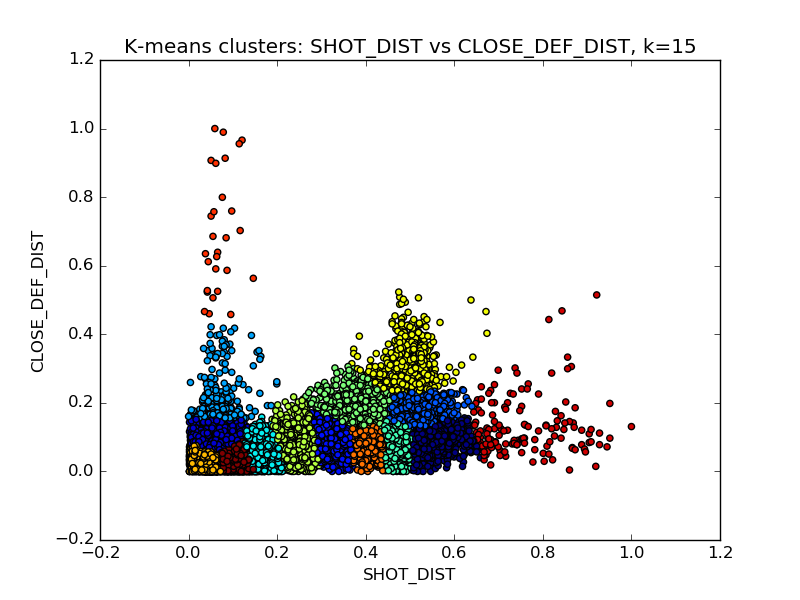 K-means clusters: SHOT_DIST vs CLOSE_DEF_DIST, k=15
1.2
1.0
0.8
0.6
0.4
0.2
0.0
−0.2
CLOSE_DEF_DIST
−0.2 0.0 0.2 0.4 0.6 0.8 1.0 1.2
SHOT_DIST